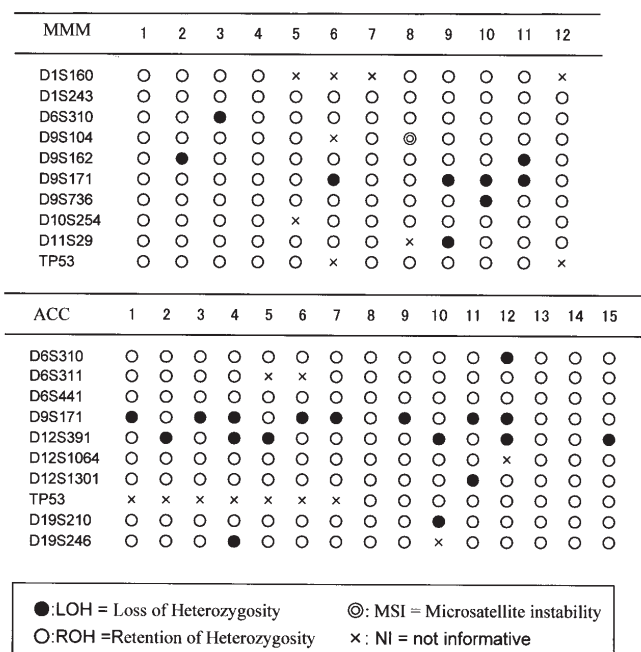 MMM 1 2 3 4 5 6 7 8 9 10 11 12
D1S160 ○ ○ ○ ○ × × × ○ ○ ○ ○ ×
D1S243 ○ ○ ○ ○ ○ ○ ○ ○ ○ ○ ○ ○
D6S310 ○ ○ ● ○ ○ ○ ○ ○ ○ ○ ○ ○
D9S104 ○ ○ ○ ○ ○ × ○ ◎ ○ ○ ○ ○
D9S162 ○ ● ○ ○ ○ ○ ○ ○ ○ ○ ● ○
D9S171 ○ ○ ○ ○ ○ ● ○ ○ ● ● ● ○
D9S736 ○ ○ ○ ○ ○ ○ ○ ○ ○ ● ○ ○
D10S254 ○ ○ ○ ○ × ○ ○ ○ ○ ○ ○ ○
D11S29 ○ ○ ○ ○ ○ ○ ○ × ● ○ ○ ○
TP53 ○ ○ ○ ○ ○ × ○ ○ ○ ○ ○ ×
ACC 1 2 3 4 5 6 7 8 9 10 11 12 13 14 15
D6S310 ○ ○ ○ ○ ○ ○ ○ ○ ○ ○ ○ ● ○ ○ ○
D6S311 ○ ○ ○ ○ × × ○ ○ ○ ○ ○ ○ ○ ○ ○
D6S441 ○ ○ ○ ○ ○ ○ ○ ○ ○ ○ ○ ○ ○ ○ ○
D9S171 ● ○ ● ● ○ ● ● ○ ● ○ ● ● ○ ○ ○
D12S391 ○ ● ○ ● ● ○ ○ ○ ○ ● ○ ● ○ ○ ●
D12S1064 ○ ○ ○ ○ ○ ○ ○ ○ ○ ○ ○ × ○ ○ ○
D12S1301 ○ ○ ○ ○ ○ ○ ○ ○ ○ ○ ● ○ ○ ○ ○
TP53 × × × × × × × ○ ○ ○ ○ ○ ○ ○ ○
D19S210 ○ ○ ○ ○ ○ ○ ○ ○ ○ ● ○ ○ ○ ○ ○
D19S246 ○ ○ ○ ● ○ ○ ○ ○ ○ × ○ ○ ○ ○ ○
●:LOH = Loss of Heterozygosity ◎: MSI = Microsatellite instability
○:ROH =Retention of Heterozygosity ×: NI = not informative